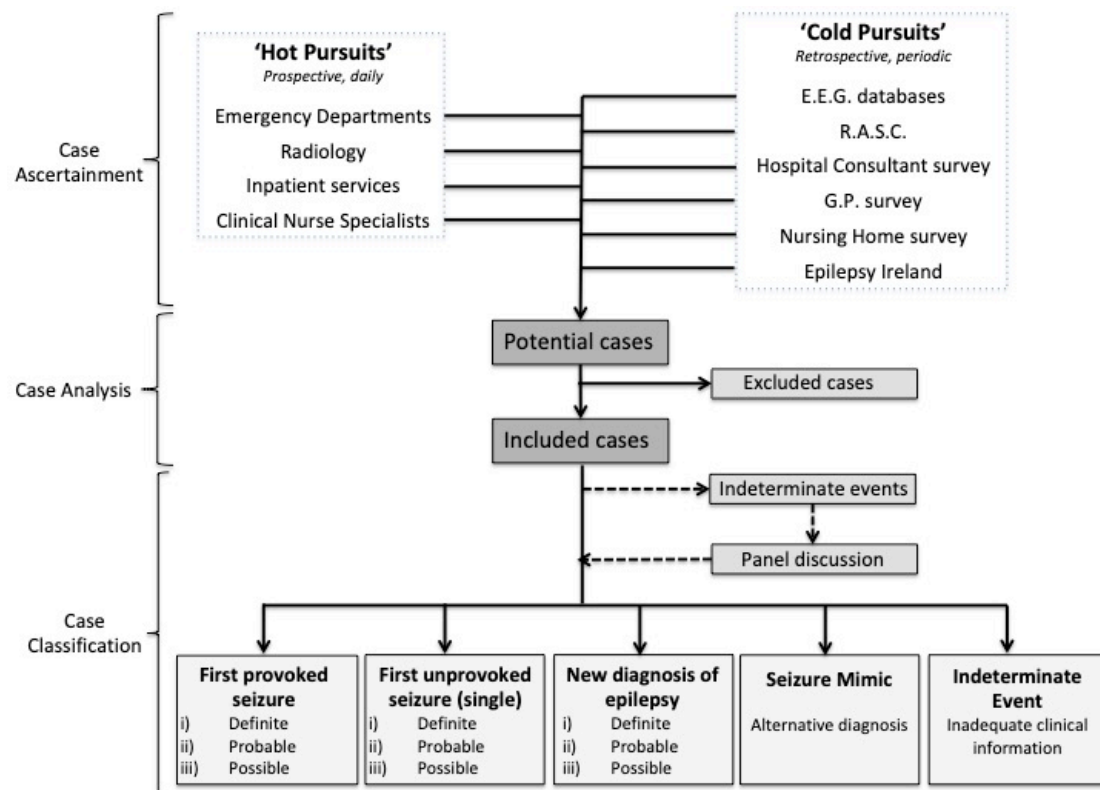 'Hot Pursuits'
Prospective, daily
Emergency Departments
Radiology
Inpatient services
Clinical Nurse Specialists
'Cold Pursuits'
Retrospective, periodic
E.E.G. databases
R.A.S.C.
Hospital Consultant survey
G.P. survey
Nursing Home survey
Epilepsy Ireland
Case
Ascertainment
Potential cases
Excluded cases
Case Analysis
Included cases
Indeterminate events
Panel discussion
Case
Classification
First provoked
seizure
i) Definite
ii) Probable
iii) Possible
First unprovoked
seizure (single)
i) Definite
ii) Probable
iii) Possible
New diagnosis of
epilepsy
i) Definite
ii) Probable
iii) Possible
Seizure Mimic
Alternative diagnosis
Indeterminate
Event
Inadequate clinical
information